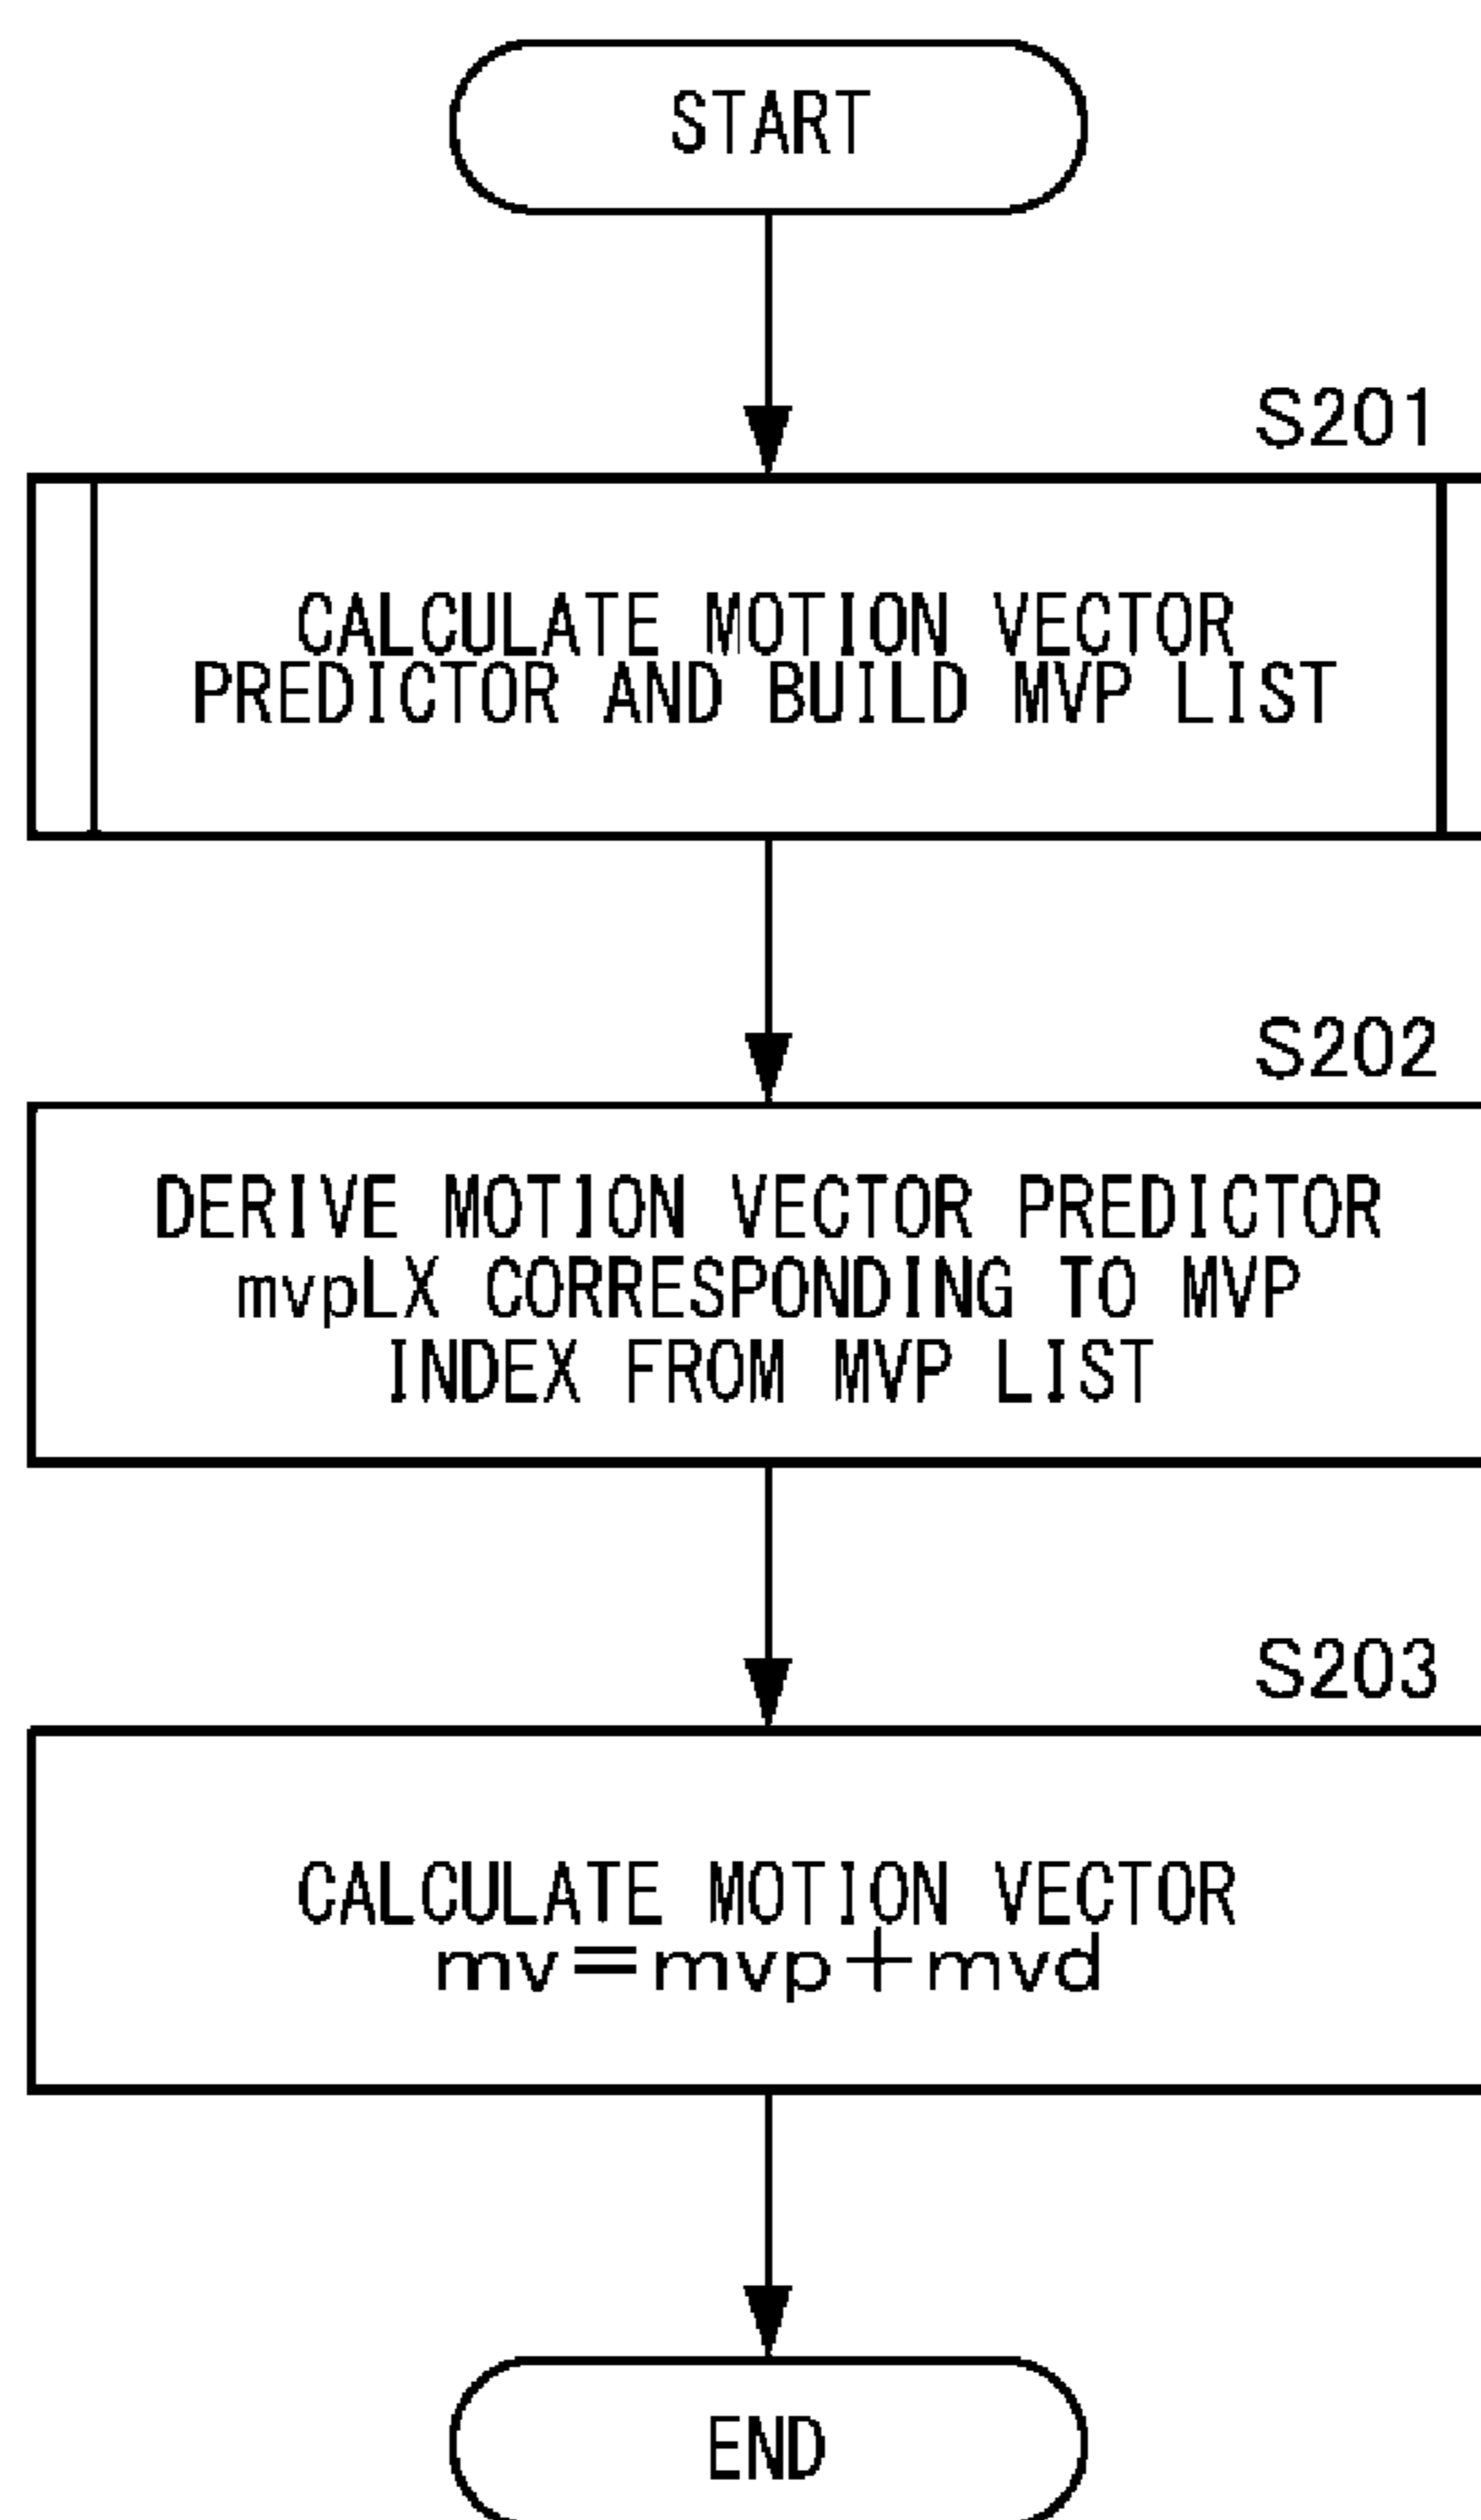 START
S201
CALCULATE MOTION VECTOR
PREDICTOR AND BUILD MVP LIST
S202
DERIVE MOTION VECTOR PREDICTOR
mvpLX CORRESPONDING TO MVP
INDEX FROM MVP LIST
S203
CALCULATE MOTION VECTOR
mv=mvp+mvd
END